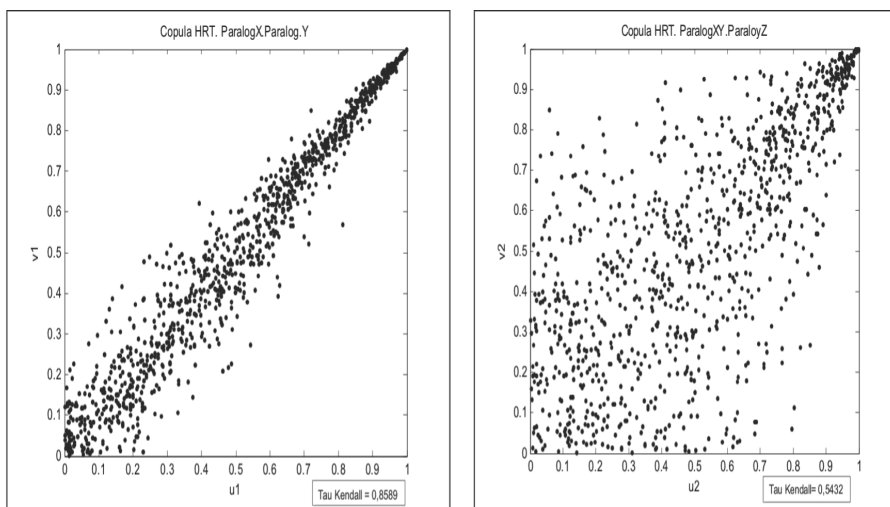 Copula HRT. ParalogX.Paralog.Y
1
0.9
0.8
0.7
0.6
0.5
0.4
0.3
0.2
0.1
0
v1
0 0.1 0.2 0.3 0.4 0.5 0.6 0.7 0.8 0.9 1
u1
Tau Kendall = 0,8589
Copula HRT. ParalogXY.ParaloyZ
1
0.9
0.8
0.7
0.6
0.5
0.4
0.3
0.2
0.1
0
v2
0 0.1 0.2 0.3 0.4 0.5 0.6 0.7 0.8 0.9 1
u2
Tau Kendall= 0,5432